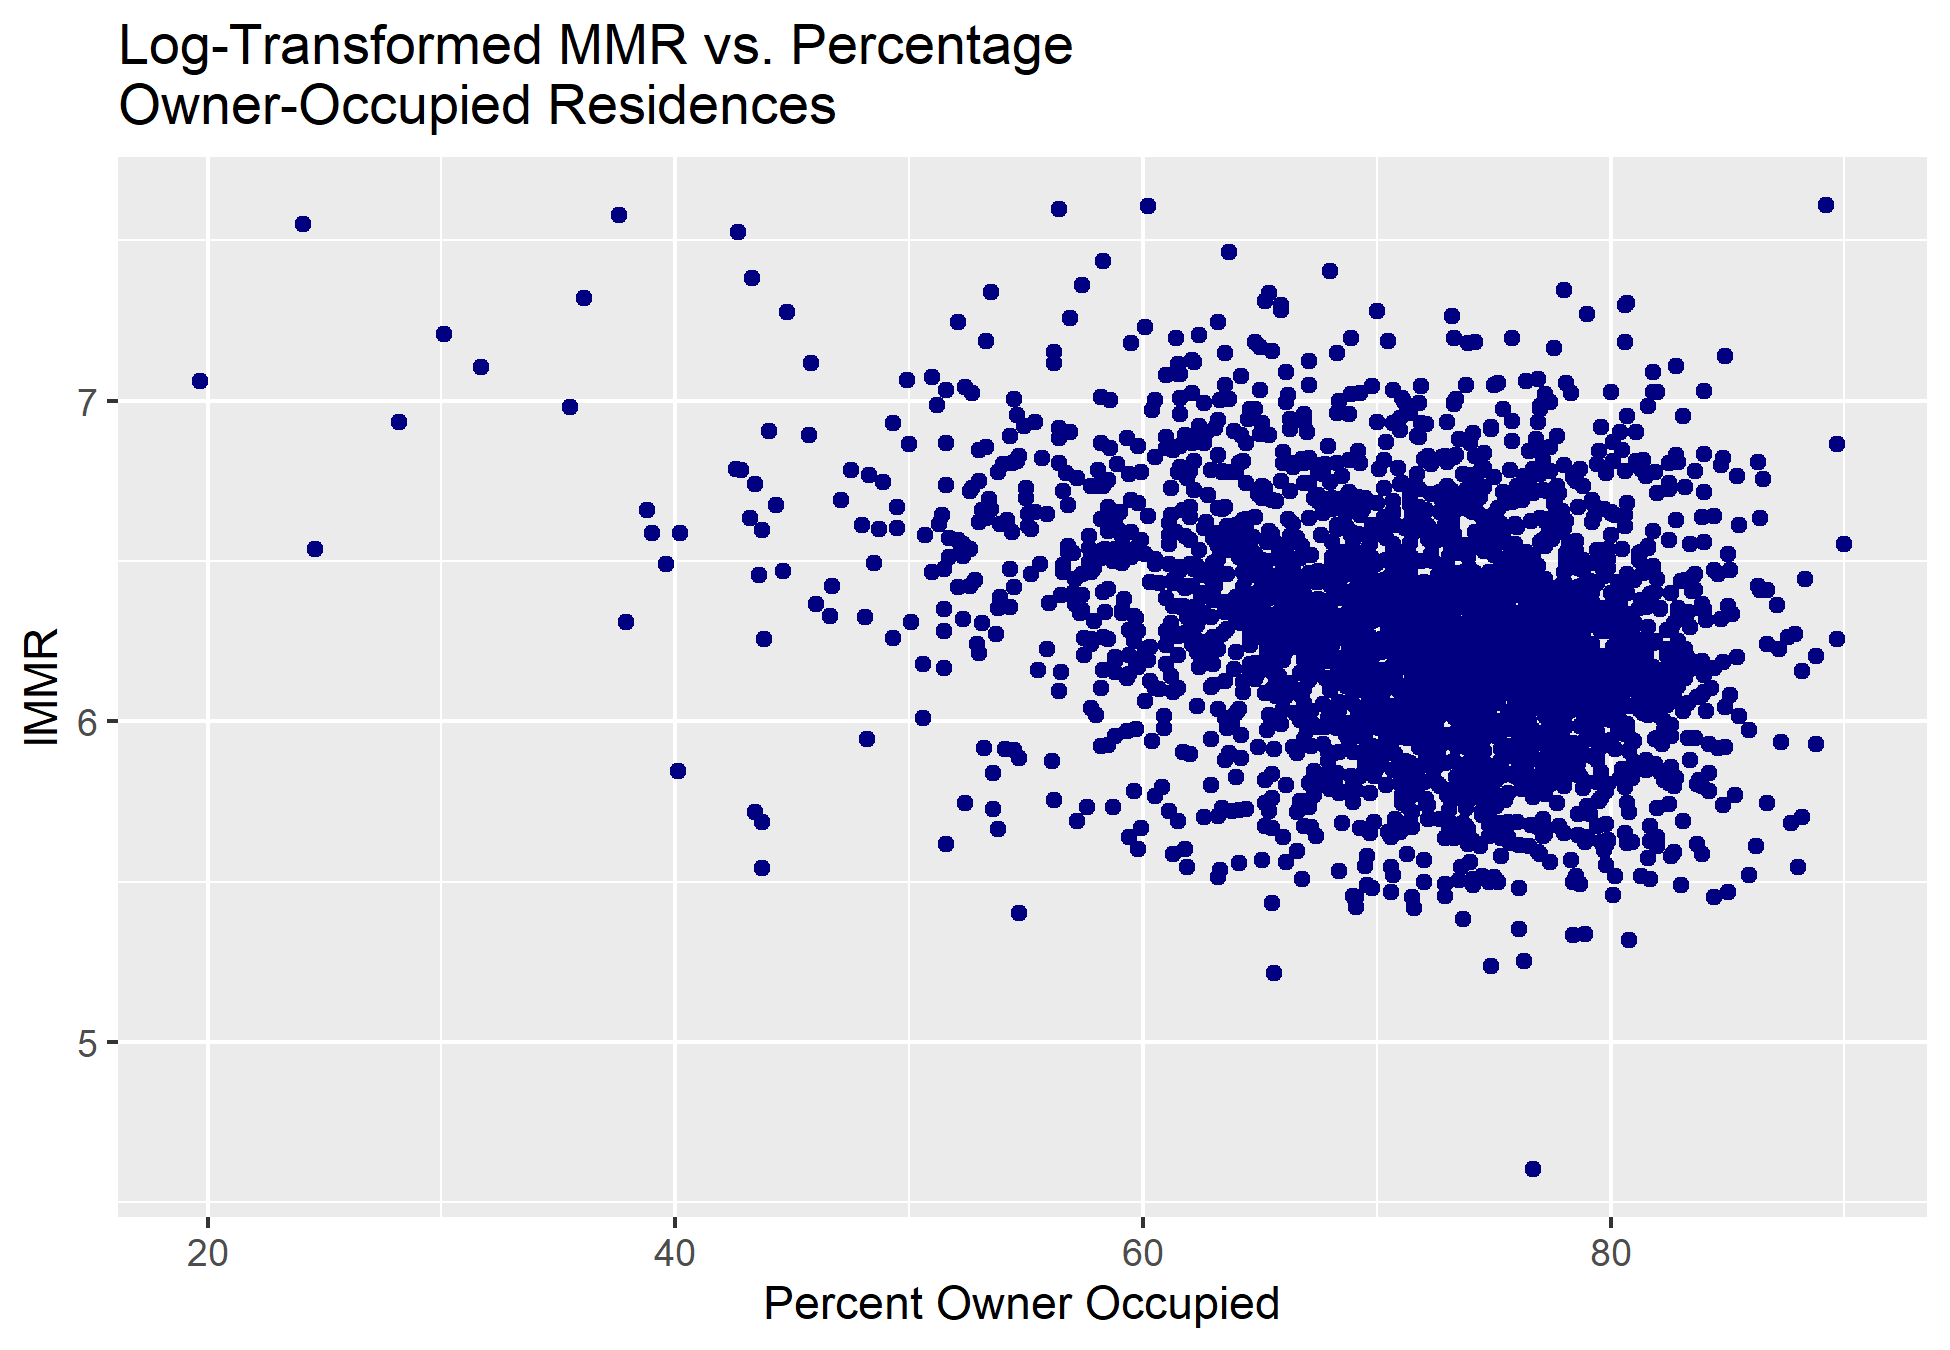 Log-Transformed MMR vs. Percentage
Owner-Occupied Residences
lMMR
7
6
5
20 40 60 80
Percent Owner Occupied